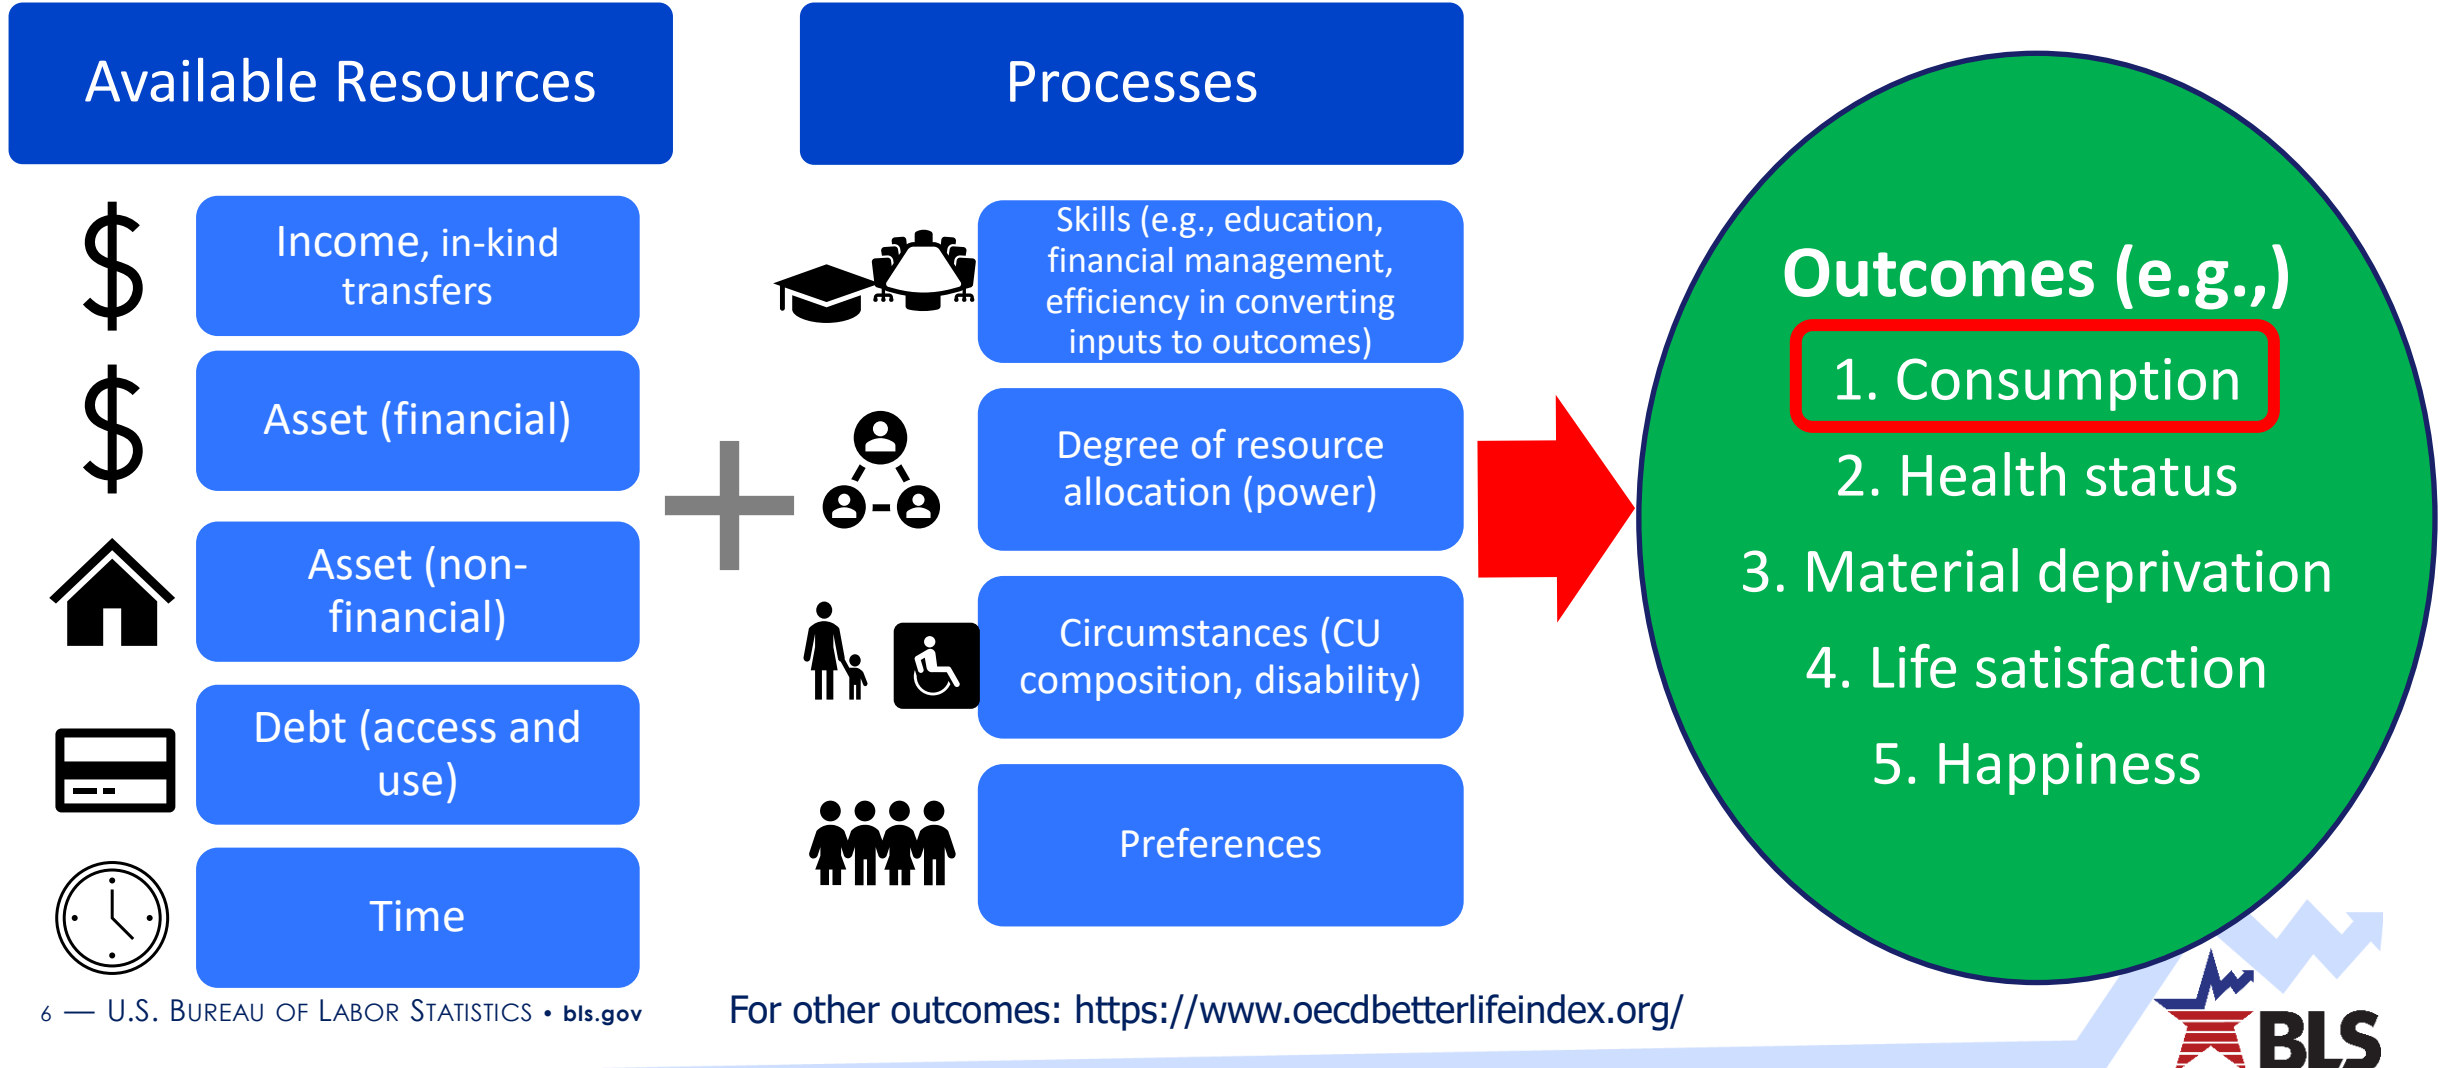 Available Resources
Income, in-kind
transfers
Asset (financial)
Asset (non-
financial)
Debt (access and
use)
Time
Processes
Skills (e.g., education,
financial management,
efficiency in converting
inputs to outcomes)
Degree of resource
allocation (power)
Circumstances (CU
composition, disability)
Preferences
Outcomes (e.g.,)
1. Consumption
2. Health status
3. Material deprivation
4. Life satisfaction
5. Happiness
6 — U.S. BUREAU OF LABOR STATISTICS • bls.gov
For other outcomes: https://www.oecdbetterlifeindex.org/
BLS